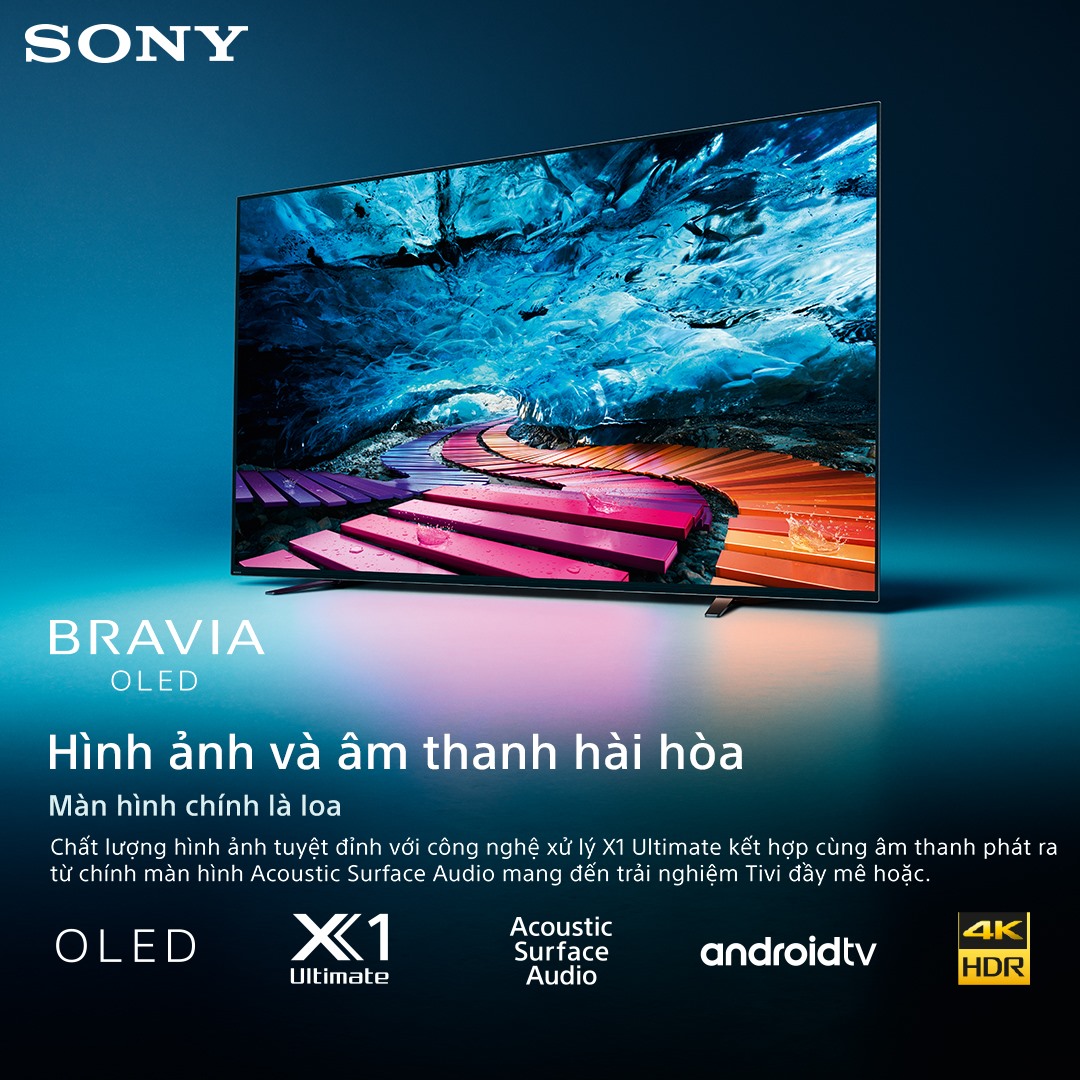 SONY
BRAVIA
OLED
Hình ảnh và âm thanh hài hòa
Màn hình chính là loa
Chất lượng hình ảnh tuyệt đỉnh với công nghệ xử lý X1 Ultimate kết hợp cùng âm thanh phát ra
từ chính màn hình Acoustic Surface Audio mang đến trải nghiệm Tivi đầy mê hoặc.
OLED
X1
Ultimate
Acoustic
Surface
Audio
androidtv
4K
HDR